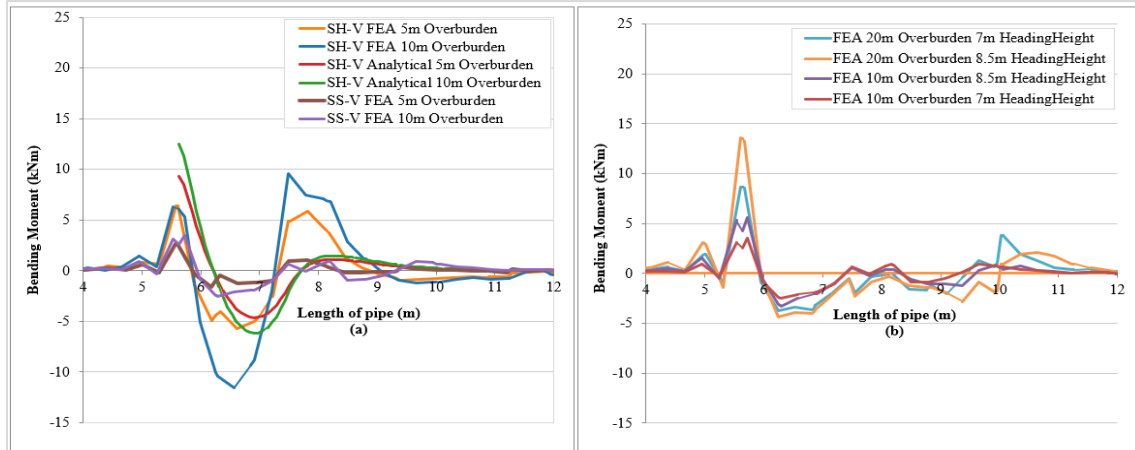 25
20
15
10
5
0
-5
-10
-15
Bending Moment (kNm)
SH-V FEA 5m Overburden
SH-V FEA 10m Overburden
SH-V Analytical 5m Overburden
SH-V Analytical 10m Overburden
SS-V FEA 5m Overburden
SS-V FEA 10m Overburden
4 5 6 7 8 9 10 11 12
Length of pipe (m)
(a)
25
20
15
10
5
0
-5
-10
-15
Bending Moment (kNm)
FEA 20m Overburden 7m HeadingHeight
FEA 20m Overburden 8.5m HeadingHeight
FEA 10m Overburden 8.5m HeadingHeight
FEA 10m Overburden 7m HeadingHeight
4 5 6 7 8 9 10 11 12
Length of pipe (m)
(b)